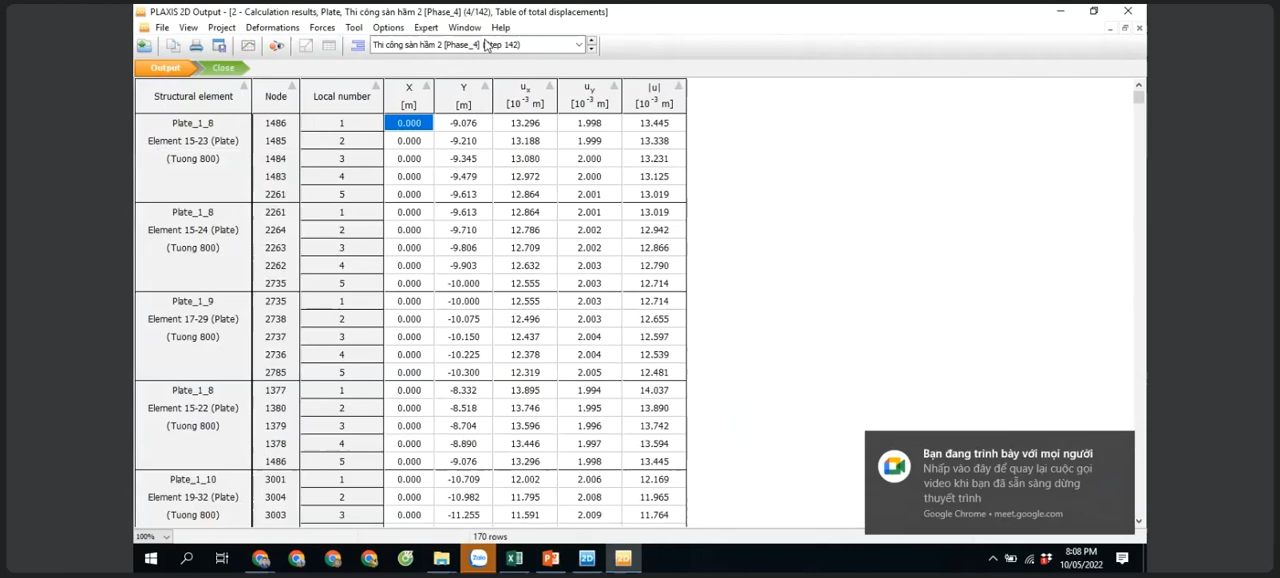 PLAXIS 2D Output - [2 - Calculation results, Plate, Thi công sàn hầm 2 [Phase_4] (4/142), Table of total displacements]
File View Project Deformations Forces Tool Options Expert Window Help
Thi công sàn hầm 2 [Phase_4] (Step 142)
Output Close
Structural element Node Local number X [m] Y [m] ux [10-3 m] uy [10-3 m] |u| [10-3 m]
Plate_1_8 1486 1 0.000 -9.076 13.296 1.998 13.445
Element 15-23 (Plate) 1485 2 0.000 -9.210 13.188 1.999 13.338
(Tuong 800) 1484 3 0.000 -9.345 13.080 2.000 13.231
1483 4 0.000 -9.479 12.972 2.000 13.125
2261 5 0.000 -9.613 12.864 2.001 13.019
Plate_1_8 2261 1 0.000 -9.613 12.864 2.001 13.019
Element 15-24 (Plate) 2264 2 0.000 -9.710 12.786 2.002 12.942
(Tuong 800) 2263 3 0.000 -9.806 12.709 2.002 12.866
2262 4 0.000 -9.903 12.632 2.003 12.790
2735 5 0.000 -10.000 12.555 2.003 12.714
Plate_1_9 2735 1 0.000 -10.000 12.555 2.003 12.714
Element 17-29 (Plate) 2738 2 0.000 -10.075 12.496 2.003 12.655
(Tuong 800) 2737 3 0.000 -10.150 12.437 2.004 12.597
2736 4 0.000 -10.225 12.378 2.004 12.539
2785 5 0.000 -10.300 12.319 2.005 12.481
Plate_1_8 1377 1 0.000 -8.332 13.895 1.994 14.037
Element 15-22 (Plate) 1380 2 0.000 -8.518 13.746 1.995 13.890
(Tuong 800) 1379 3 0.000 -8.704 13.596 1.996 13.742
1378 4 0.000 -8.890 13.446 1.997 13.594
1486 5 0.000 -9.076 13.296 1.998 13.445
Plate_1_10 3001 1 0.000 -10.709 12.002 2.006 12.169
Element 19-32 (Plate) 3004 2 0.000 -10.982 11.795 2.008 11.965
(Tuong 800) 3003 3 0.000 -11.255 11.591 2.009 11.764
Bạn đang trình bày với mọi người
Nhấp vào đây để quay lại cuộc gọi
video khi bạn đã sẵn sàng dừng
thuyết trình
Google Chrome • meet.google.com
100% 170 rows
Zalo 2D 2D
8:08 PM
10/05/2022